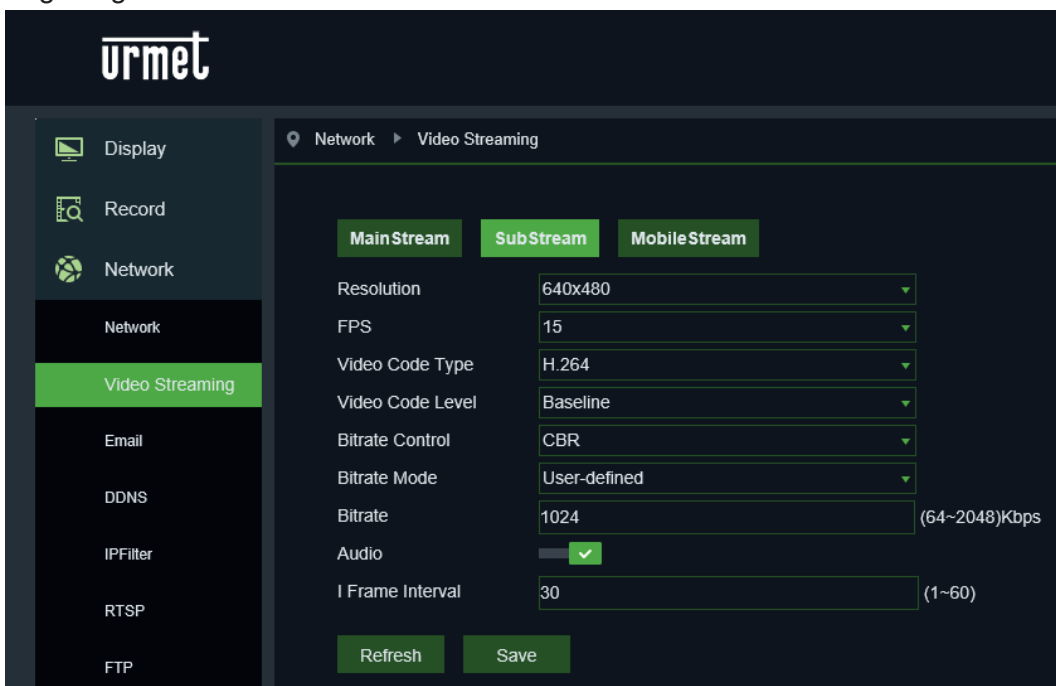 urmet
Display
Record
Network
Network
Video Streaming
Email
DDNS
IPFilter
RTSP
FTP
Network Video Streaming
MainStream SubStream MobileStream
Resolution 640x480
FPS 15
Video Code Type H.264
Video Code Level Baseline
Bitrate Control CBR
Bitrate Mode User-defined
Bitrate 1024 (64~2048)Kbps
Audio
I Frame Interval 30 (1~60)
Refresh Save